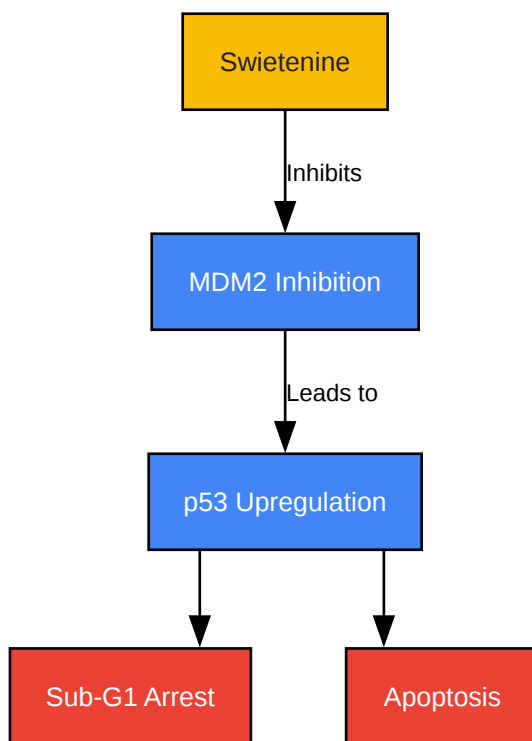 Swietenine
Inhibits
MDM2 Inhibition
Leads to
p53 Upregulation
Sub-G1 Arrest
Apoptosis